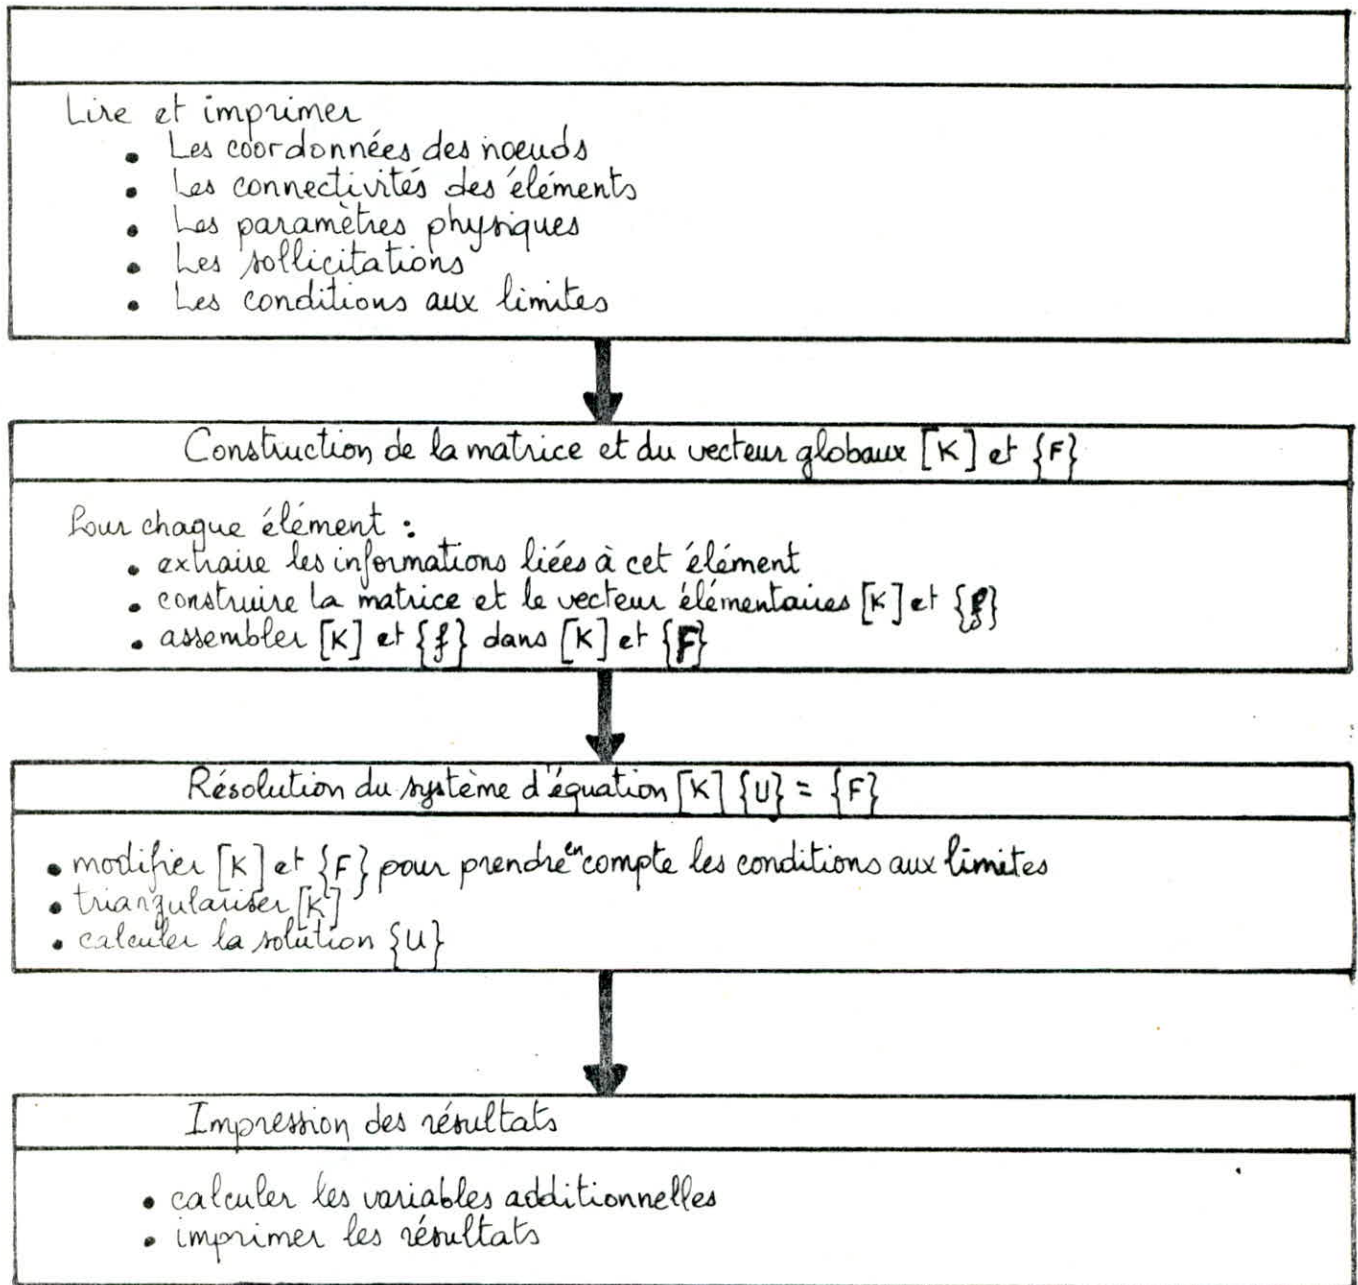 Lire et imprimer
• Les coordonnées des noeuds
• Les connectivités des éléments
• Les paramètres physiques
• Les sollicitations
• Les conditions aux limites
Construction de la matrice et du vecteur globaux [K] et {F}
Pour chaque élément :
• extraire les informations liées à cet élément
• construire la matrice et le vecteur élémentaires [K] et {f}
• assembler [K] et {f} dans [K] et {F}
Résolution du système d'équation [K] {U} = {F}
• modifier [K] et {F} pour prendre en compte les conditions aux limites
• triangulariser [K]
• calculer la solution {U}
Impression des résultats
• calculer les variables additionnelles
• imprimer les résultats